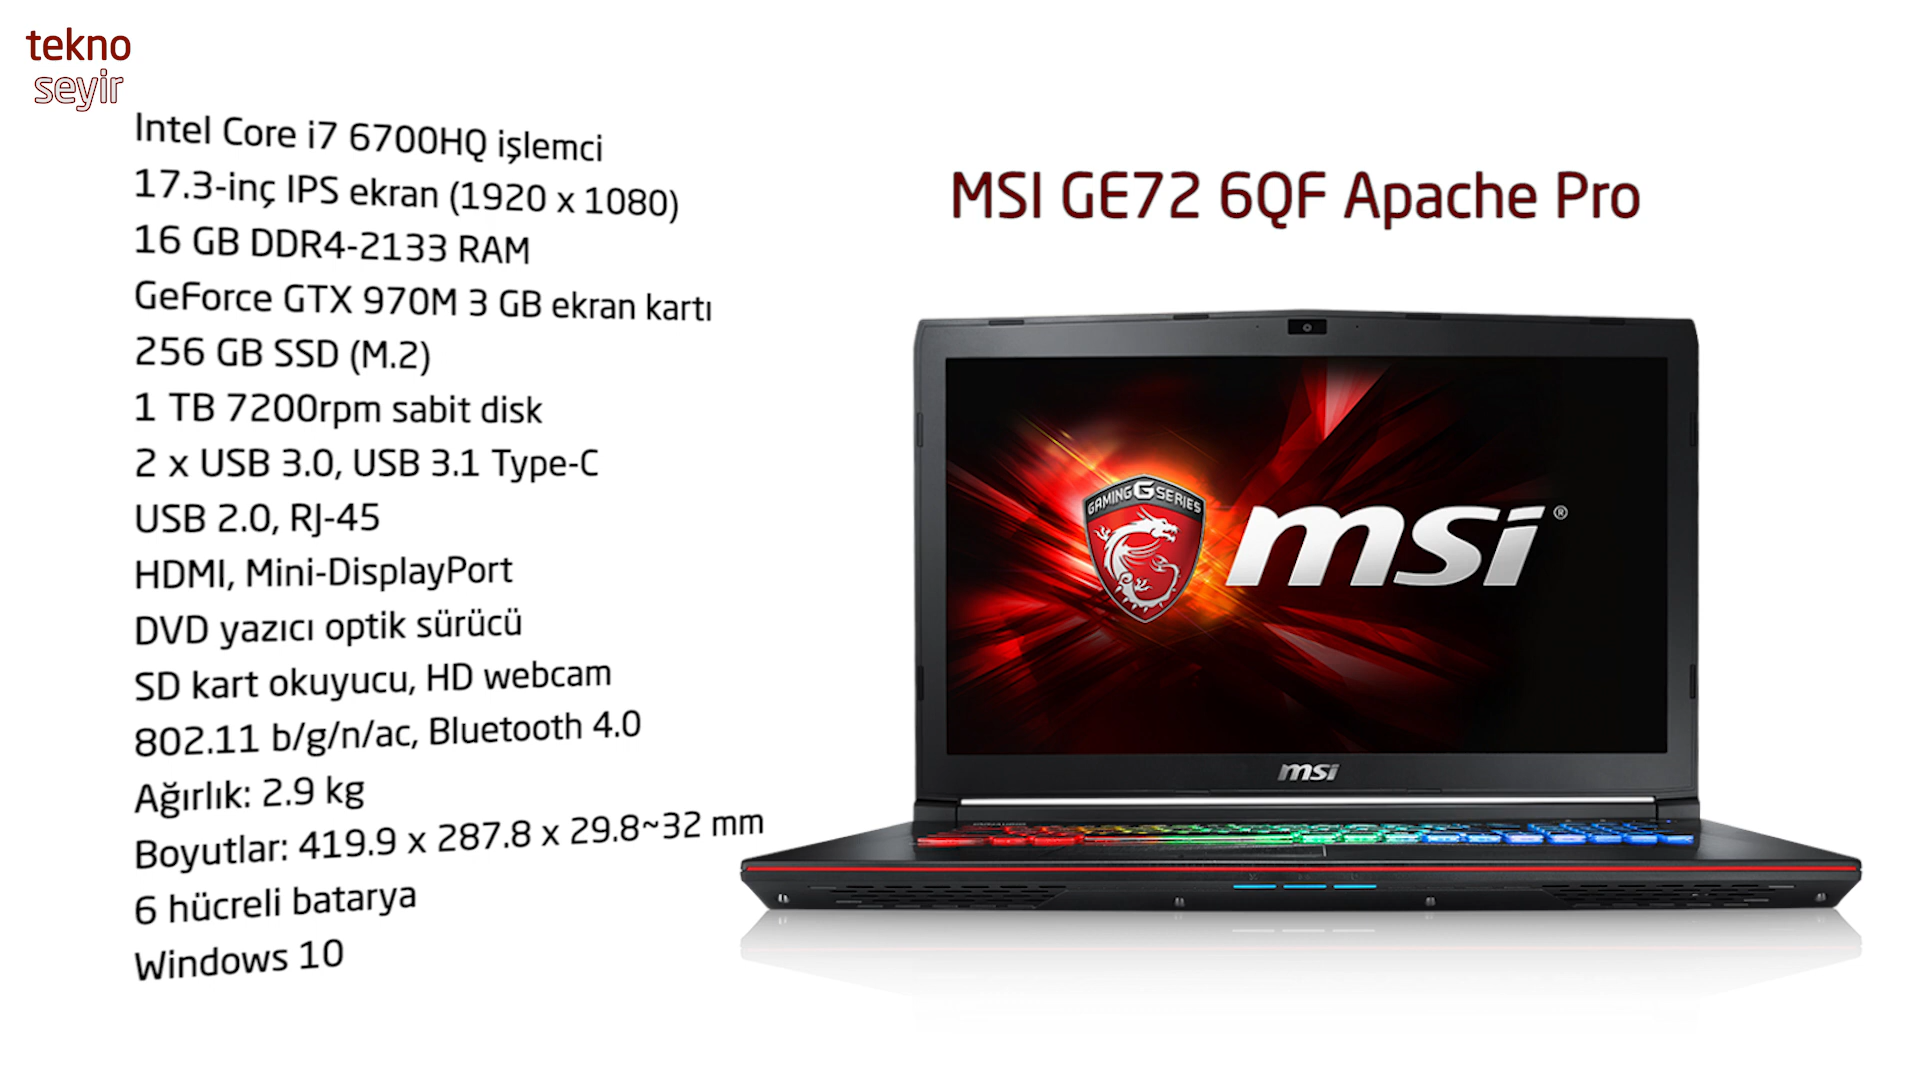 tekno
seyir
Intel Core i7 6700HQ işlemci
17.3-inç IPS ekran (1920 x 1080)
16 GB DDR4-2133 RAM
GeForce GTX 970M 3 GB ekran kartı
256 GB SSD (M.2)
1 TB 7200rpm sabit disk
2 x USB 3.0, USB 3.1 Type-C
USB 2.0, RJ-45
HDMI, Mini-DisplayPort
DVD yazıcı optik sürücü
SD kart okuyucu, HD webcam
802.11 b/g/n/ac, Bluetooth 4.0
Ağırlık: 2.9 kg
Boyutlar: 419.9 x 287.8 x 29.8~32 mm
6 hücreli batarya
Windows 10
MSI GE72 6QF Apache Pro
GAMING G SERIES
msi®
msi